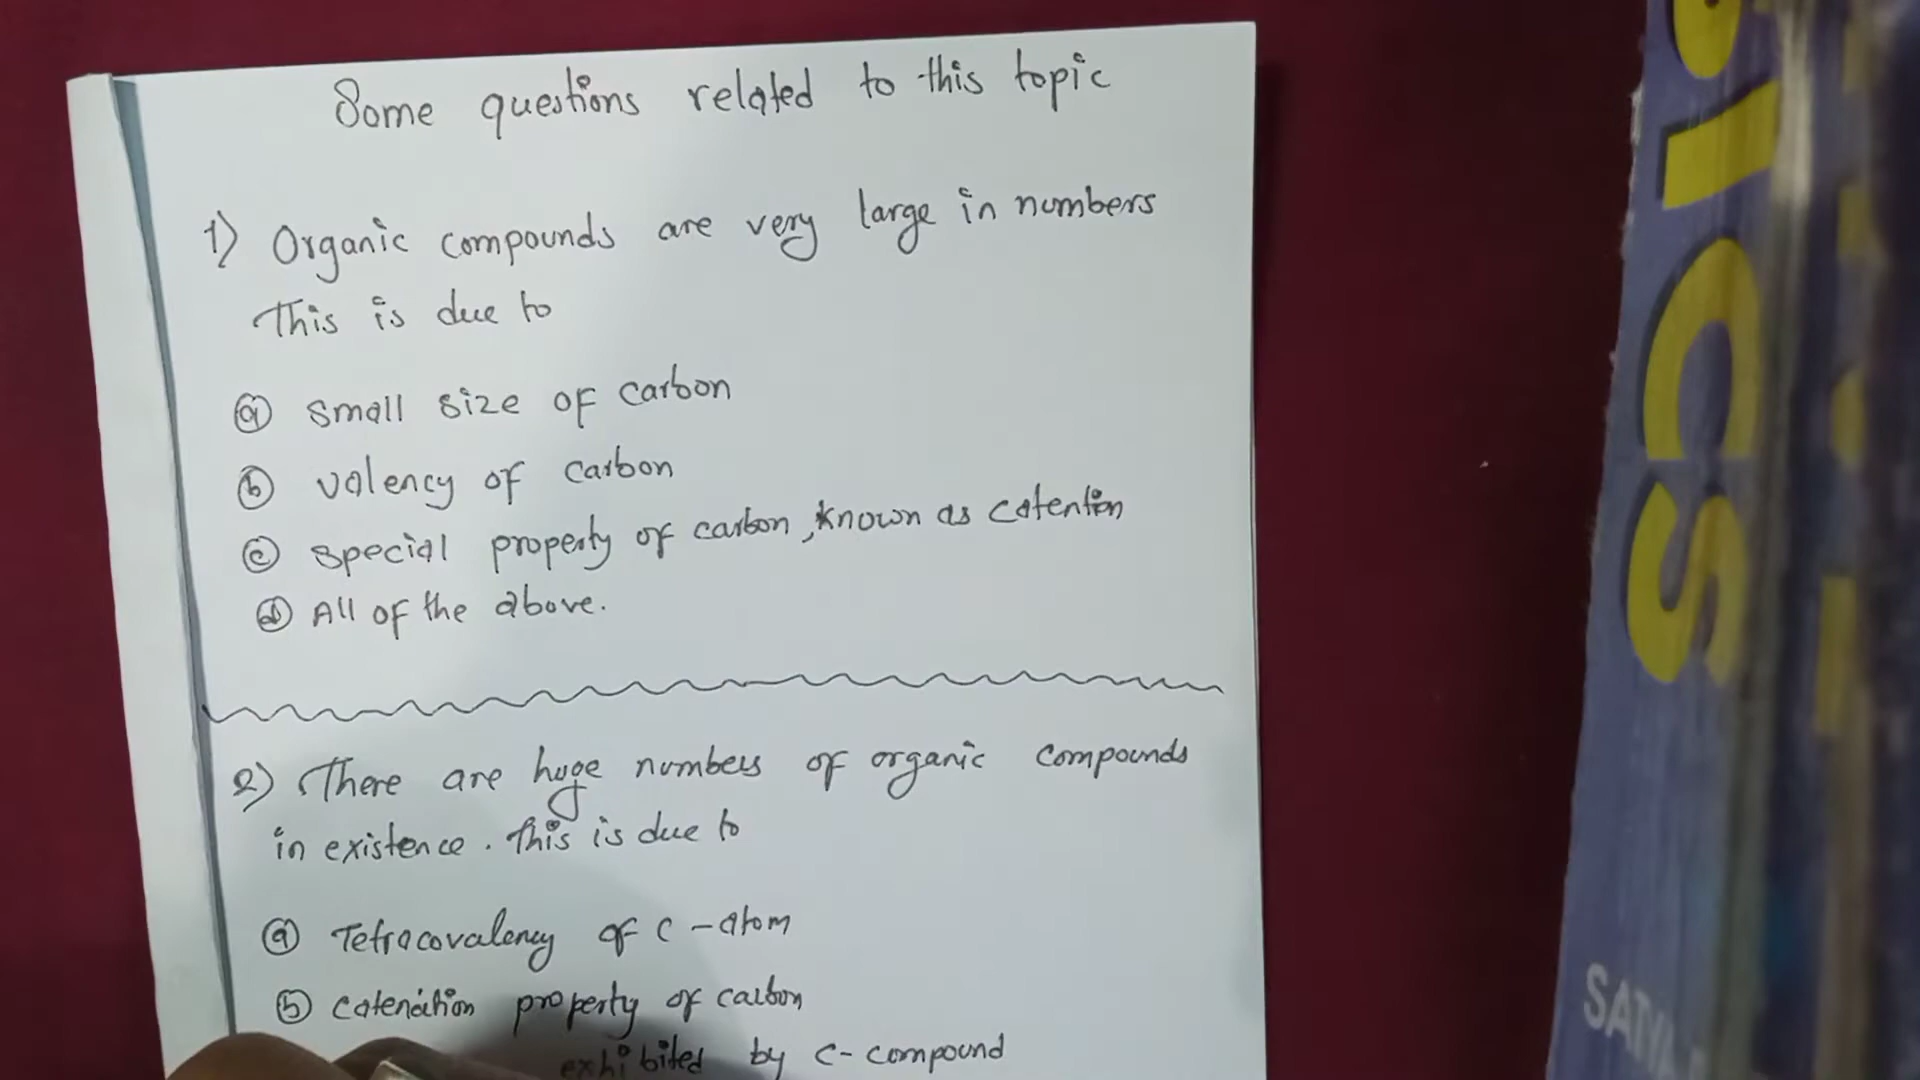 Some questions related to this topic
1) Organic compounds are very large in numbers
This is due to
(a) small size of carbon
(b) valency of carbon
(c) special property of carbon, known as catention
(d) All of the above.
2) There are huge numbers of organic compounds
in existence. This is due to
(a) Tetracovalency of C-atom
(b) catenation property of carbon
exhibited by C-compound
ICS
SATYA